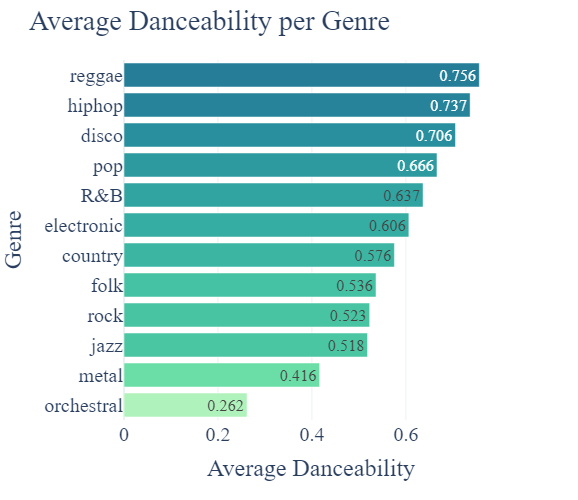 Average Danceability per Genre
Genre
reggae 0.756
hiphop 0.737
disco 0.706
pop 0.666
R&B 0.637
electronic 0.606
country 0.576
folk 0.536
rock 0.523
jazz 0.518
metal 0.416
orchestral 0.262
0 0.2 0.4 0.6
Average Danceability